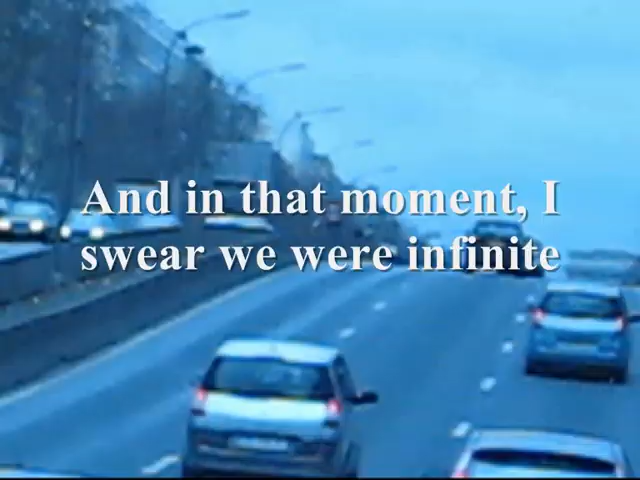 And in that moment, I
swear we were infinite